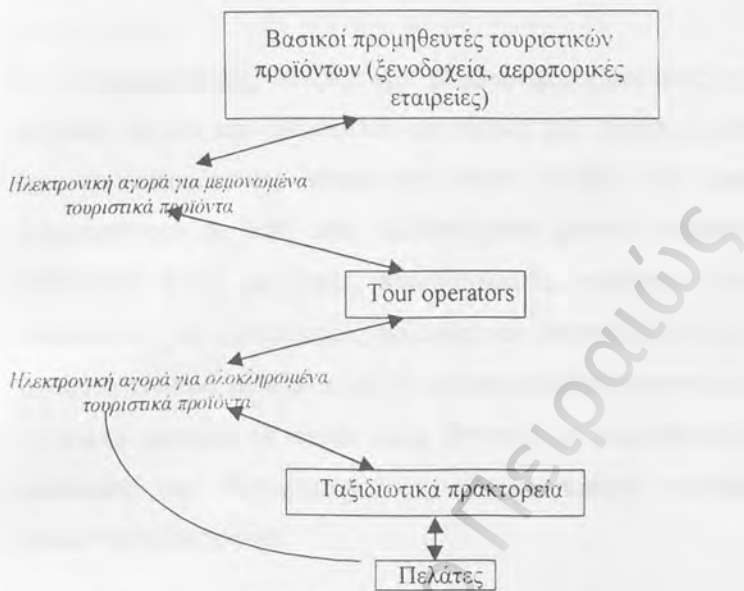 Βασικοί προμηθευτές τουριστικών
προϊόντων (ξενοδοχεία, αεροπορικές
εταιρείες)
Ηλεκτρονική αγορά για μεμονωμένα
τουριστικά προϊόντα
Tour operators
Ηλεκτρονική αγορά για ολοκληρωμένα
τουριστικά προϊόντα
Ταξιδιωτικά πρακτορεία
Πελάτες
Πειραιώς